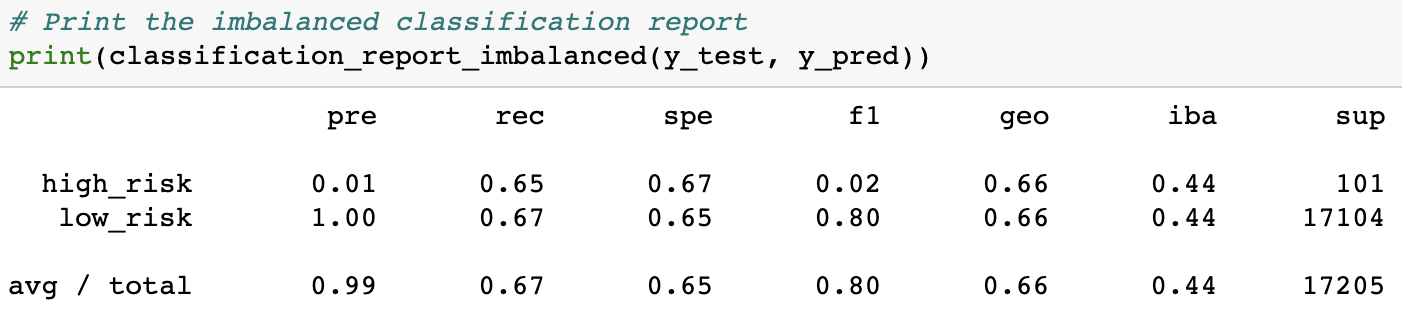 # Print the imbalanced classification report
print(classification_report_imbalanced(y_test, y_pred))
pre rec spe f1 geo iba sup
high_risk 0.01 0.65 0.67 0.02 0.66 0.44 101
low_risk 1.00 0.67 0.65 0.80 0.66 0.44 17104
avg / total 0.99 0.67 0.65 0.80 0.66 0.44 17205